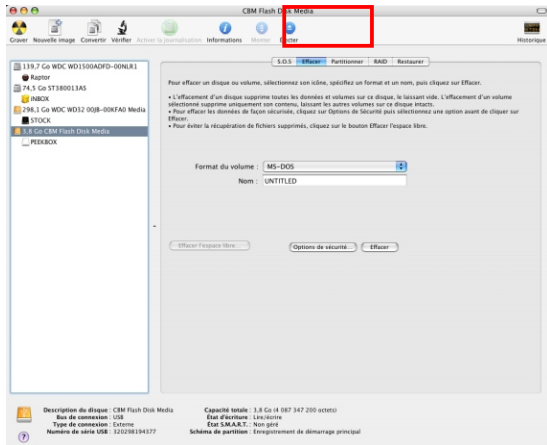 CBM Flash Disk Media
Graver Nouvelle image Convertir Vérifier Activer la journalisation Informations Monter Éjecter Historique
S.O.S Effacer Partitionner RAID Restaurer
139,7 Go WDC WD1500ADFD-00NLR1
Raptor
74,5 Go ST380013AS
INBOX
298,1 Go WDC WD32 00JB-00KFA0 Media
STOCK
3,8 Go CBM Flash Disk Media
PEEKBOX
Pour effacer un disque ou volume, sélectionnez son icône, spécifiez un format et un nom, puis cliquez sur Effacer.
• L'effacement d'un disque supprime toutes les données et volumes sur ce disque, le laissant vide. L'effacement d'un volume
sélectionné supprime uniquement son contenu, laissant les autres volumes sur ce disque intacts.
• Pour effacer les données de façon sécurisée, cliquez sur Options de Sécurité puis sélectionnez une option avant de cliquer sur
Effacer.
• Pour éviter la récupération de fichiers supprimés, cliquez sur le bouton Effacer l'espace libre.
Format du volume : MS-DOS
Nom : UNTITLED
Effacer l'espace libre... Options de sécurité... Effacer
Description du disque : CBM Flash Disk Media Capacité totale : 3,8 Go (4 087 347 200 octets)
Bus de connexion : USB État d'écriture : Lire/écrire
Type de connexion : Externe État S.M.A.R.T. : Non géré
Numéro de série USB : 320298194377 Schéma de partition : Enregistrement de démarrage principal
?